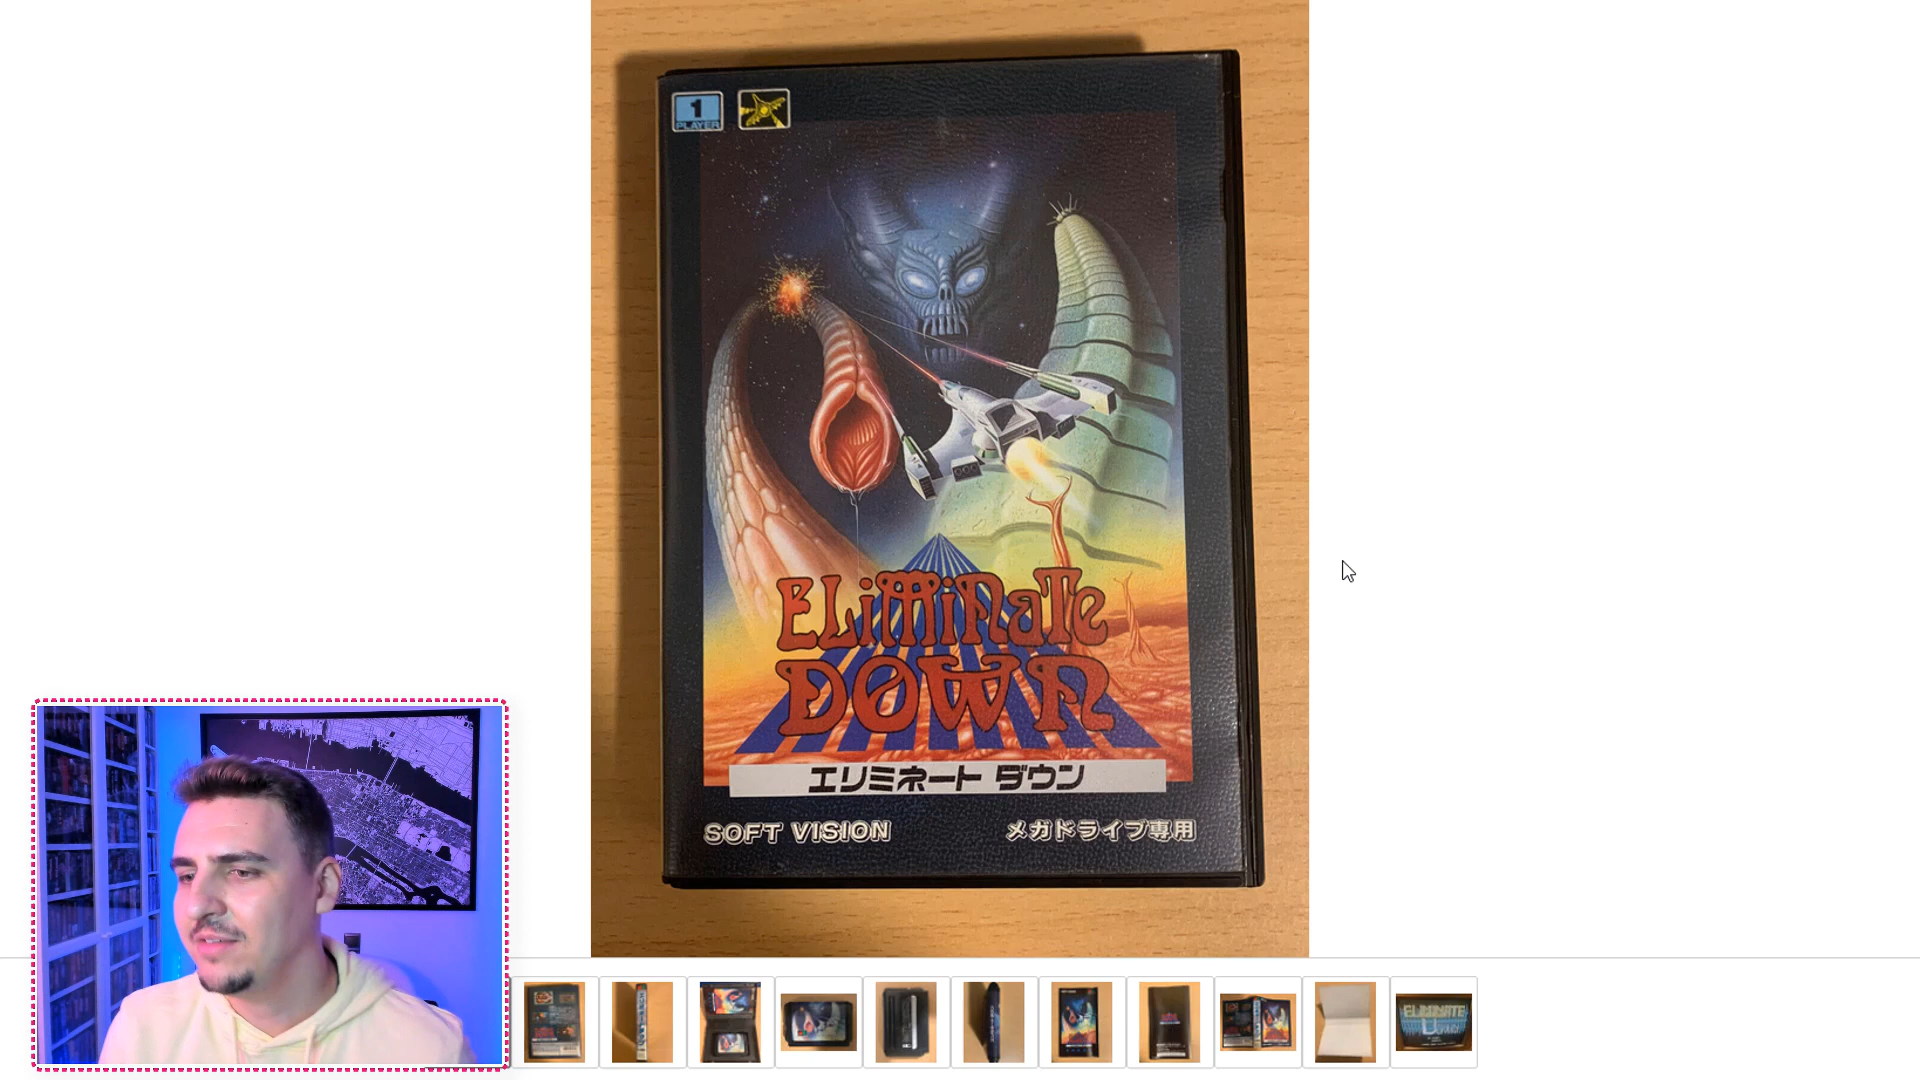 1
PLAYER
ELiMiNaTe
DOWN
エリミネート ダウン
SOFT VISION
メガドライブ専用
ELIMINATE